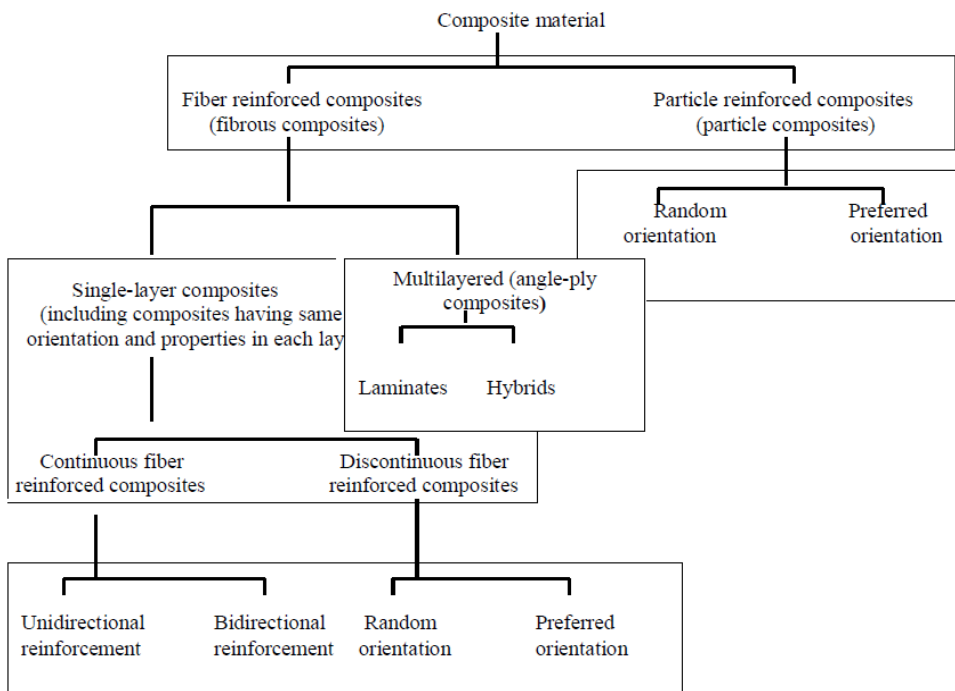 Composite material
Fiber reinforced composites
(fibrous composites)
Particle reinforced composites
(particle composites)
Random
orientation
Preferred
orientation
Single-layer composites
(including composites having same
orientation and properties in each lay
Multilayered (angle-ply
composites)
Laminates
Hybrids
Continuous fiber
reinforced composites
Discontinuous fiber
reinforced composites
Unidirectional
reinforcement
Bidirectional
reinforcement
Random
orientation
Preferred
orientation